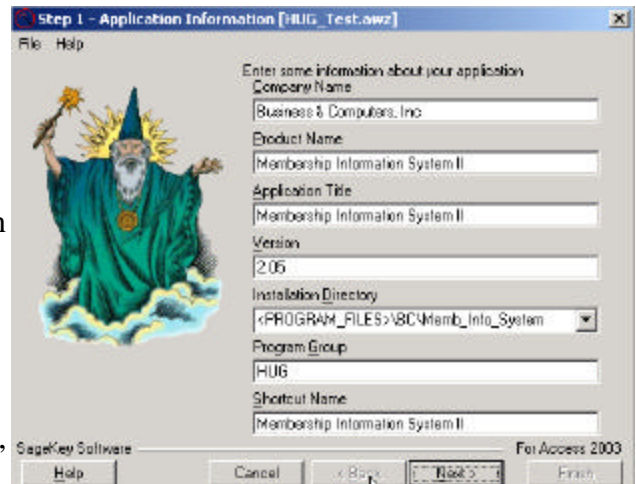 Step 1 - Application Information [HUG_Test.awz]
File Help
Enter some information about your application
Company Name
Business & Computers, Inc
Product Name
Membership Information System II
Application Title
Membership Information System II
Version
2.05
Installation Directory
<PROGRAM_FILES>\BC\Memb_Info_System
Program Group
HUG
Shortcut Name
Membership Information System II
SageKey Software For Access 2003
Help Cancel < Back Next > Finish